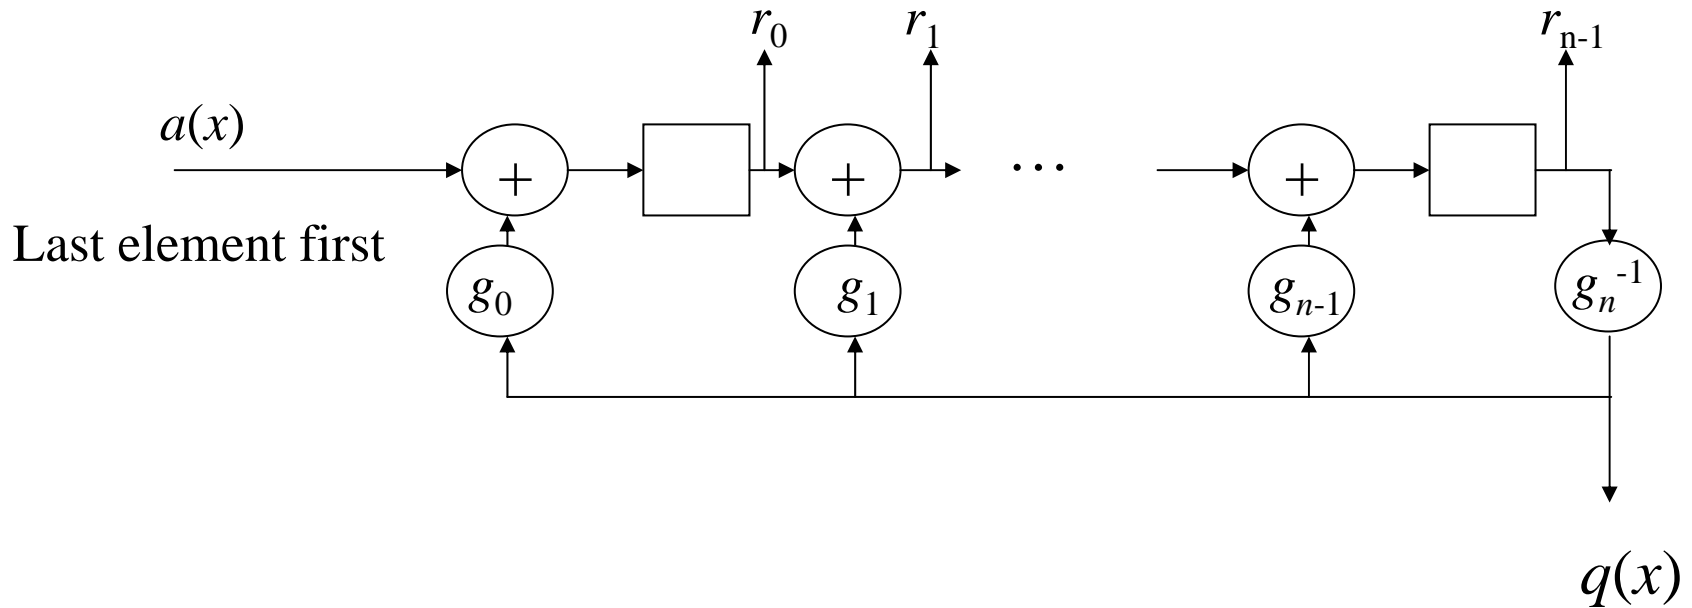 r₀ r₁ rₙ₋₁
a(x)
+ + ⋯ + 
Last element first
g₀ g₁ gₙ₋₁ gₙ⁻¹
q(x)